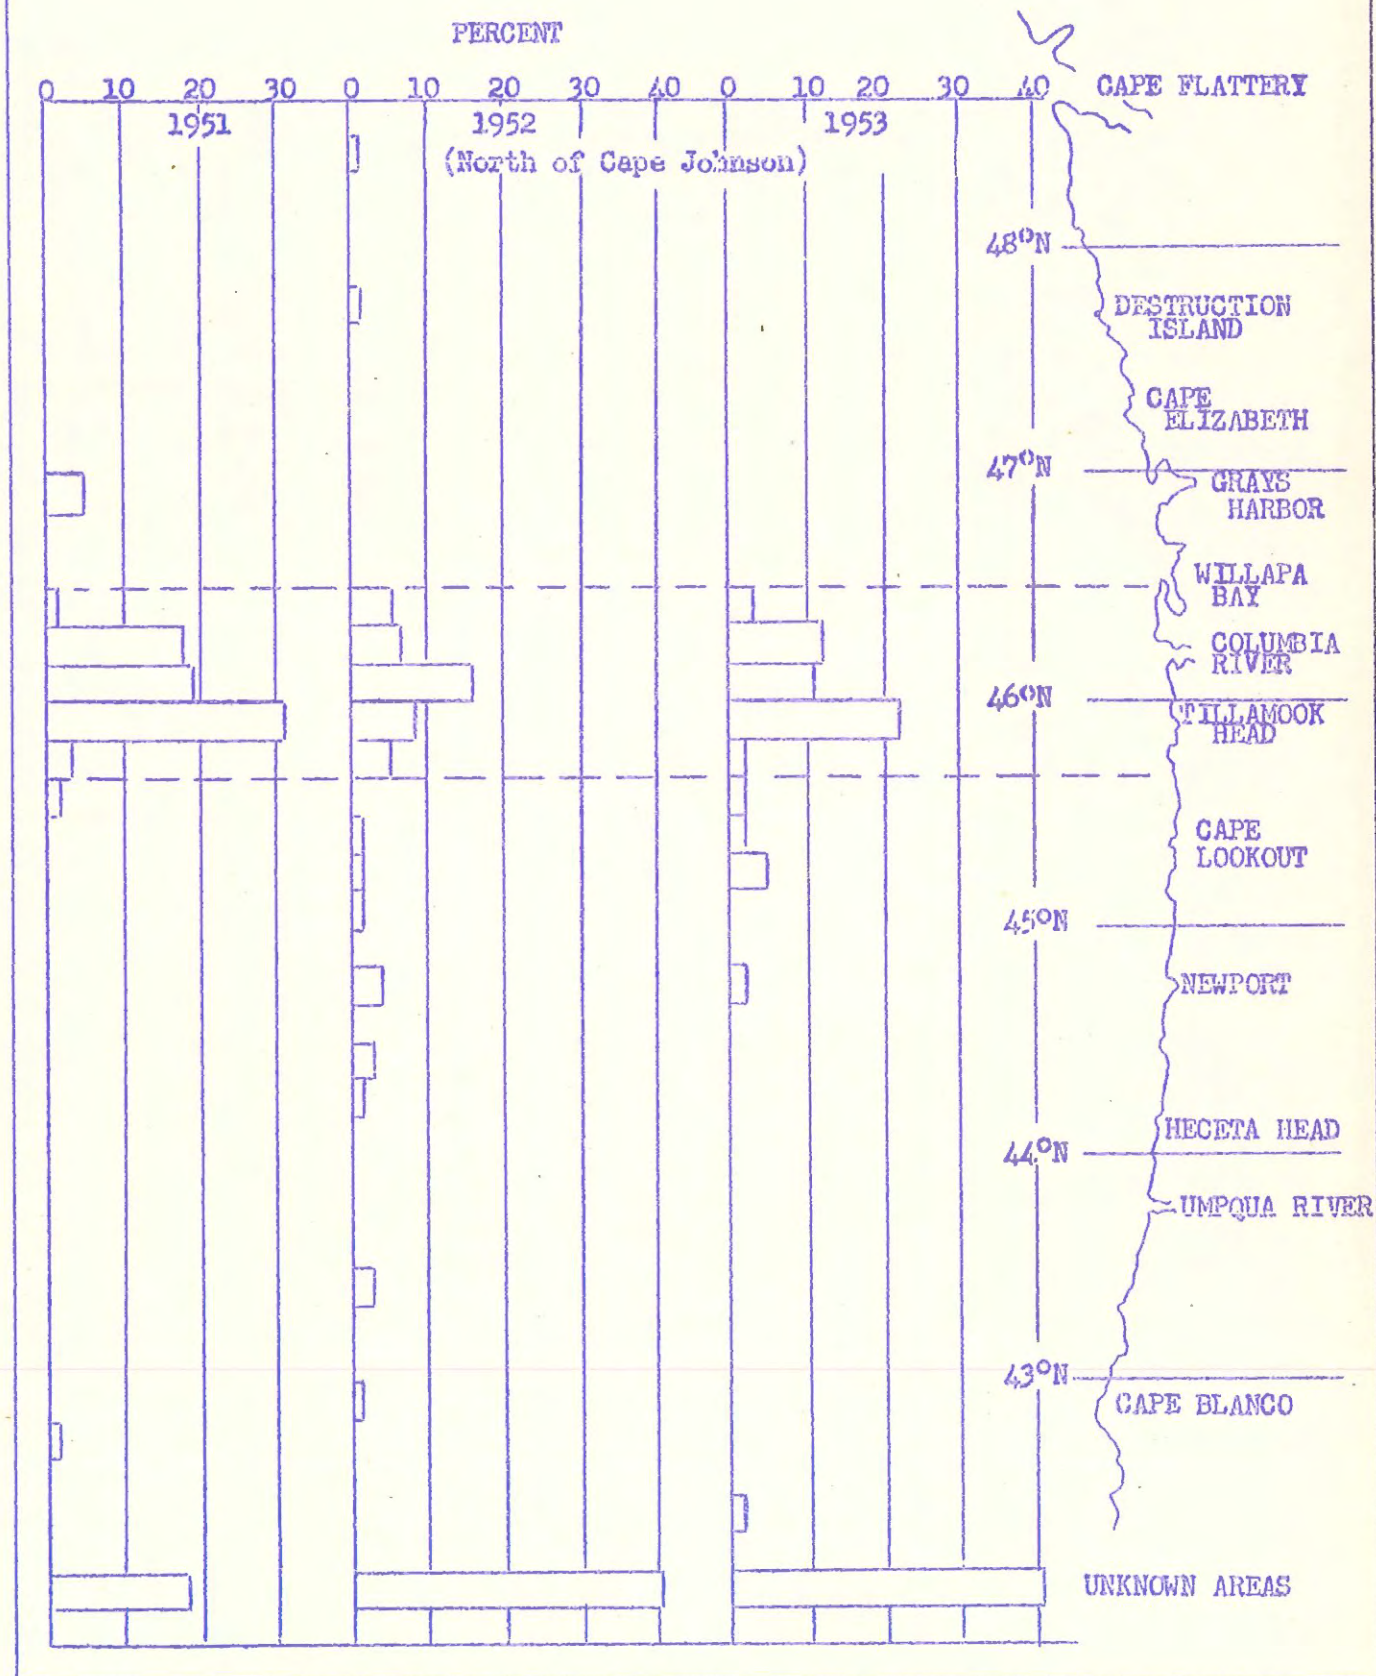 PERCENT
0 10 20 30 0 10 20 30 40 0 10 20 30 40 CAPE FLATTERY
1951 1952 1953
(North of Cape Johnson)
48°N
DESTRUCTION
ISLAND
CAPE
ELIZABETH
47°N
GRAYS
HARBOR
WILLAPA
BAY
COLUMBIA
RIVER
46°N
TILLAMOOK
HEAD
CAPE
LOOKOUT
45°N
NEWPORT
HECETA HEAD
44°N
UMPQUA RIVER
43°N
CAPE BLANCO
UNKNOWN AREAS